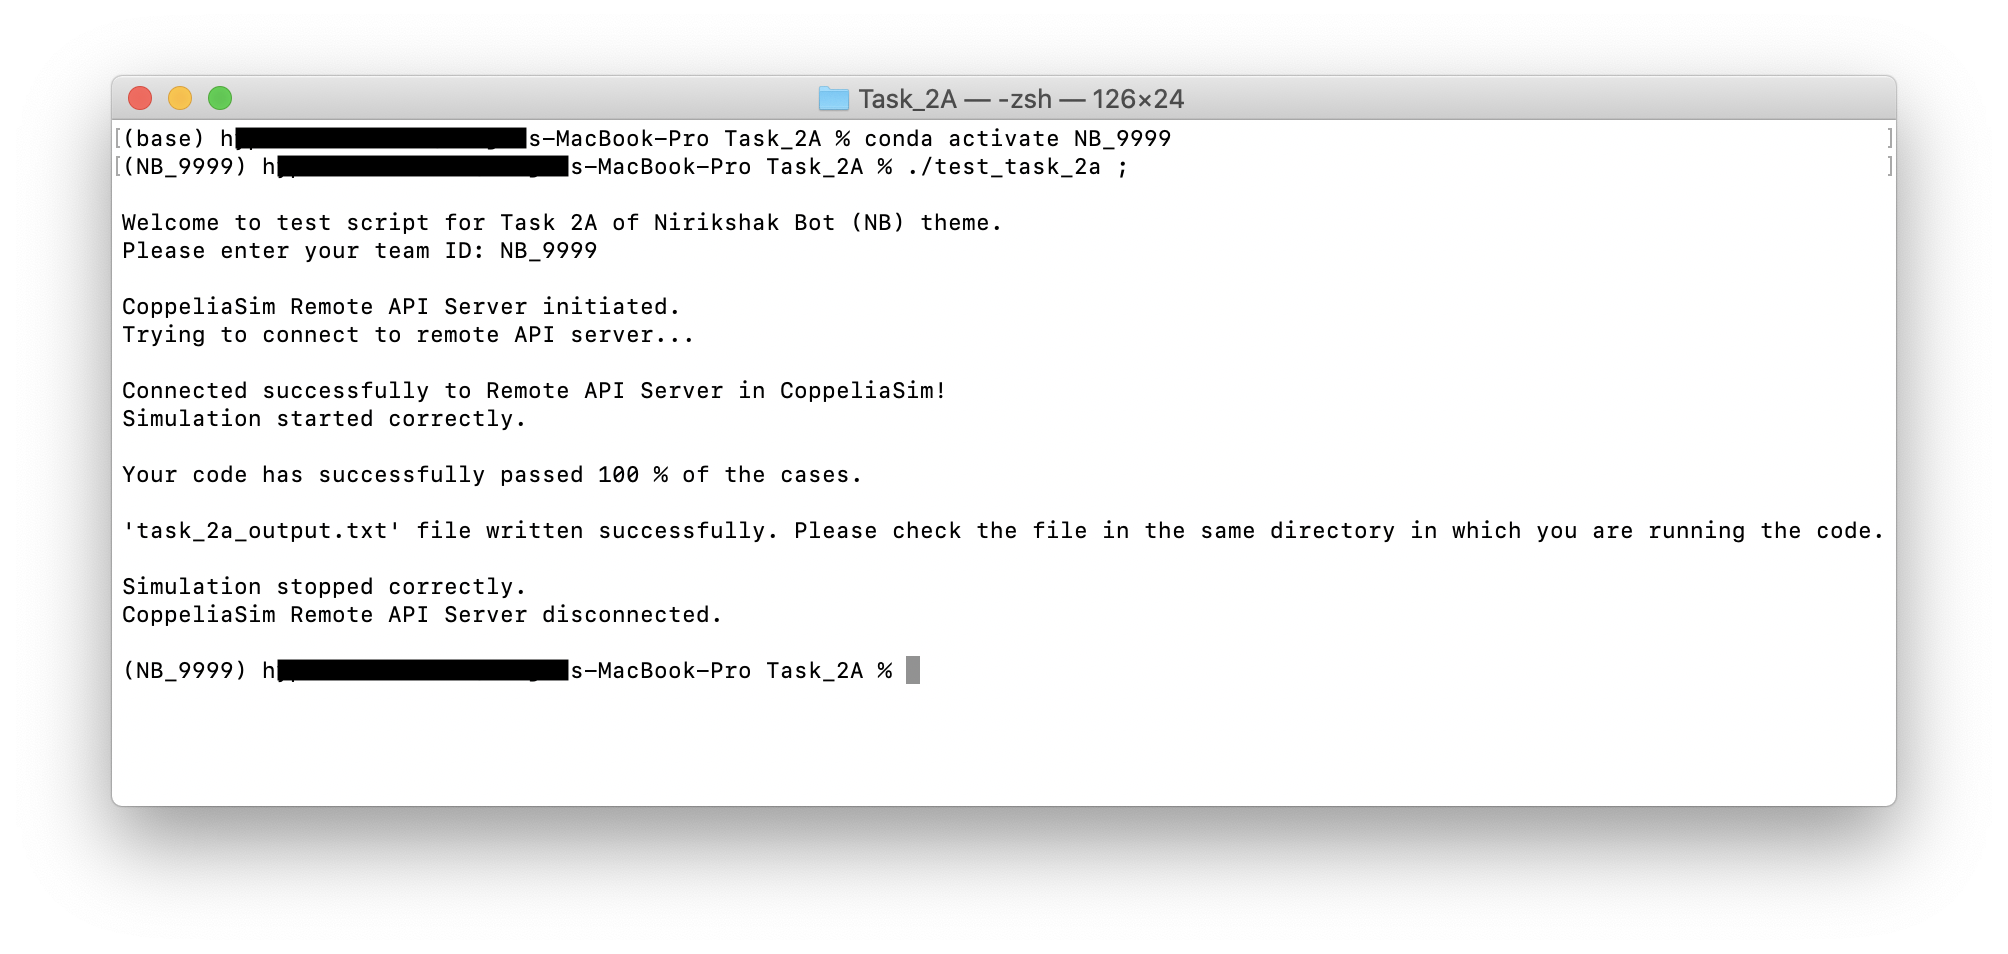 Task_2A — -zsh — 126×24
[(base) h s-MacBook-Pro Task_2A % conda activate NB_9999 ]
[(NB_9999) h s-MacBook-Pro Task_2A % ./test_task_2a ; ]
Welcome to test script for Task 2A of Nirikshak Bot (NB) theme.
Please enter your team ID: NB_9999
CoppeliaSim Remote API Server initiated.
Trying to connect to remote API server...
Connected successfully to Remote API Server in CoppeliaSim!
Simulation started correctly.
Your code has successfully passed 100 % of the cases.
'task_2a_output.txt' file written successfully. Please check the file in the same directory in which you are running the code.
Simulation stopped correctly.
CoppeliaSim Remote API Server disconnected.
(NB_9999) h s-MacBook-Pro Task_2A %